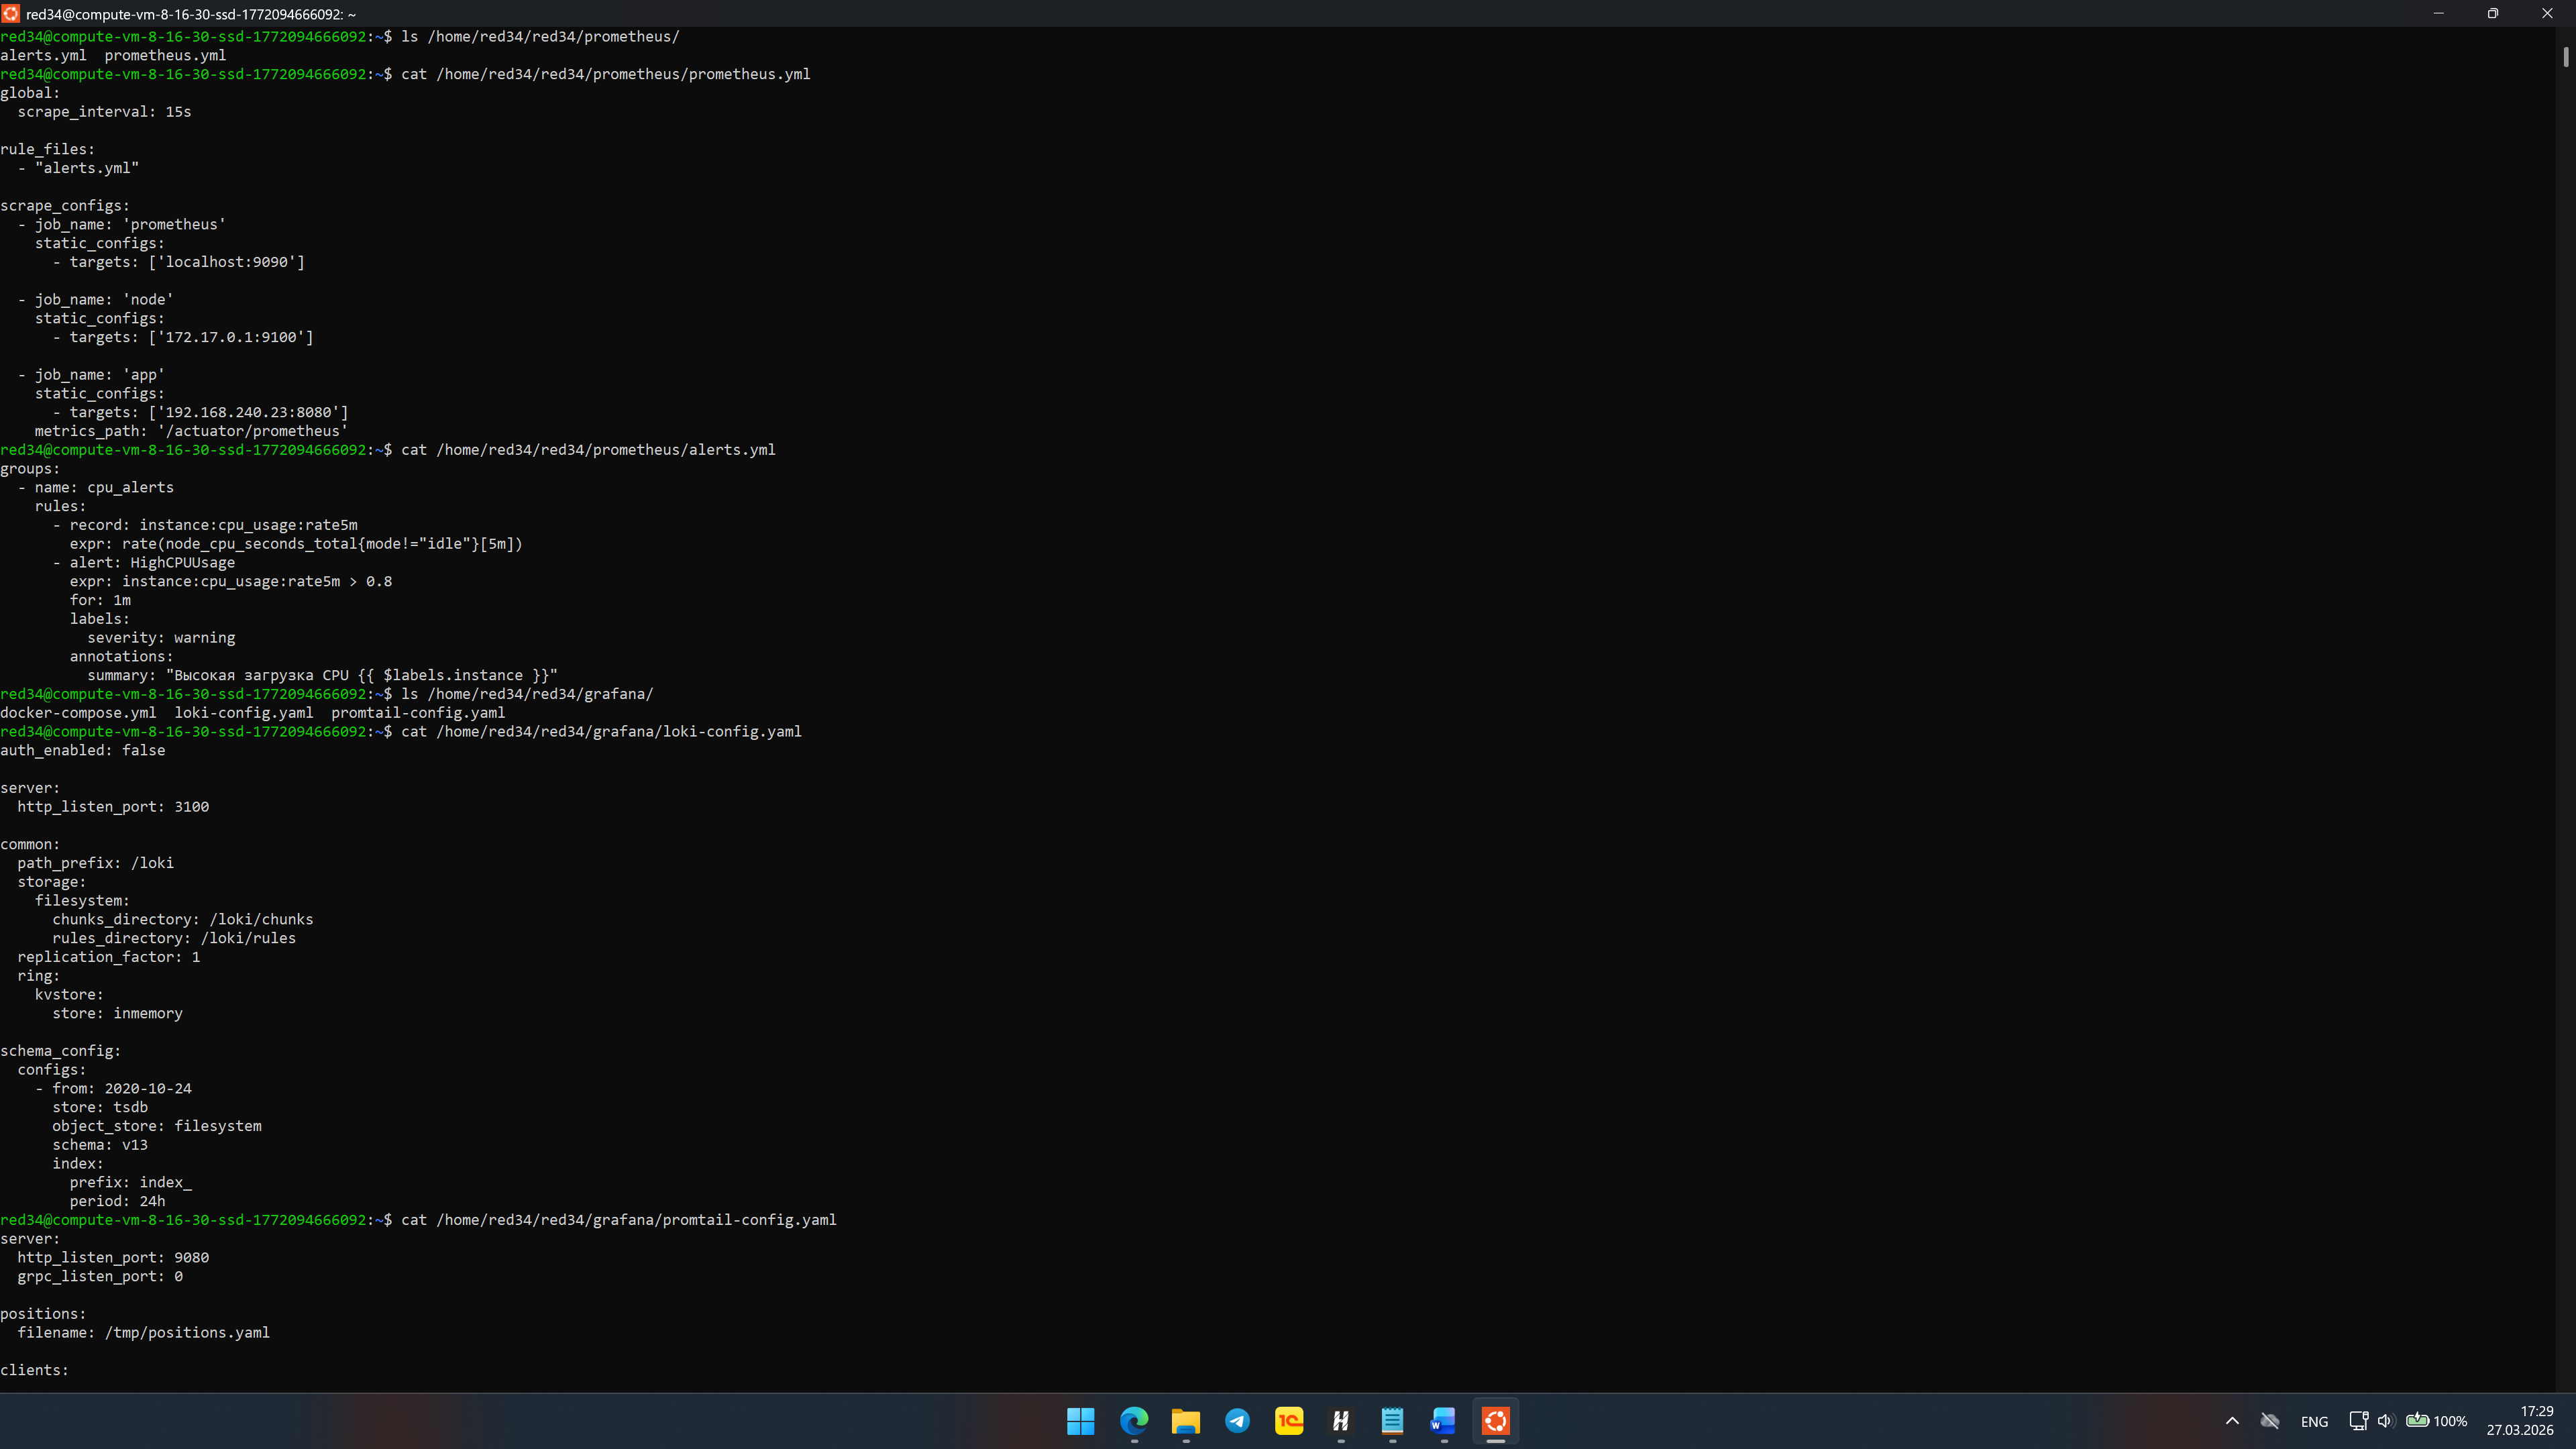 red34@compute-vm-8-16-30-ssd-1772094666092: ~
red34@compute-vm-8-16-30-ssd-1772094666092:~$ ls /home/red34/red34/prometheus/
alerts.yml  prometheus.yml
red34@compute-vm-8-16-30-ssd-1772094666092:~$ cat /home/red34/red34/prometheus/prometheus.yml
global:
  scrape_interval: 15s

rule_files:
  - "alerts.yml"

scrape_configs:
  - job_name: 'prometheus'
    static_configs:
      - targets: ['localhost:9090']

  - job_name: 'node'
    static_configs:
      - targets: ['172.17.0.1:9100']

  - job_name: 'app'
    static_configs:
      - targets: ['192.168.240.23:8080']
    metrics_path: '/actuator/prometheus'
red34@compute-vm-8-16-30-ssd-1772094666092:~$ cat /home/red34/red34/prometheus/alerts.yml
groups:
  - name: cpu_alerts
    rules:
      - record: instance:cpu_usage:rate5m
        expr: rate(node_cpu_seconds_total{mode!="idle"}[5m])
      - alert: HighCPUUsage
        expr: instance:cpu_usage:rate5m > 0.8
        for: 1m
        labels:
          severity: warning
        annotations:
          summary: "Высокая загрузка CPU {{ $labels.instance }}"
red34@compute-vm-8-16-30-ssd-1772094666092:~$ ls /home/red34/red34/grafana/
docker-compose.yml  loki-config.yaml  promtail-config.yaml
red34@compute-vm-8-16-30-ssd-1772094666092:~$ cat /home/red34/red34/grafana/loki-config.yaml
auth_enabled: false

server:
  http_listen_port: 3100

common:
  path_prefix: /loki
  storage:
    filesystem:
      chunks_directory: /loki/chunks
      rules_directory: /loki/rules
  replication_factor: 1
  ring:
    kvstore:
      store: inmemory

schema_config:
  configs:
    - from: 2020-10-24
      store: tsdb
      object_store: filesystem
      schema: v13
      index:
        prefix: index_
        period: 24h
red34@compute-vm-8-16-30-ssd-1772094666092:~$ cat /home/red34/red34/grafana/promtail-config.yaml
server:
  http_listen_port: 9080
  grpc_listen_port: 0

positions:
  filename: /tmp/positions.yaml

clients:
1C
H
W
ENG
100%
17:29
27.03.2026